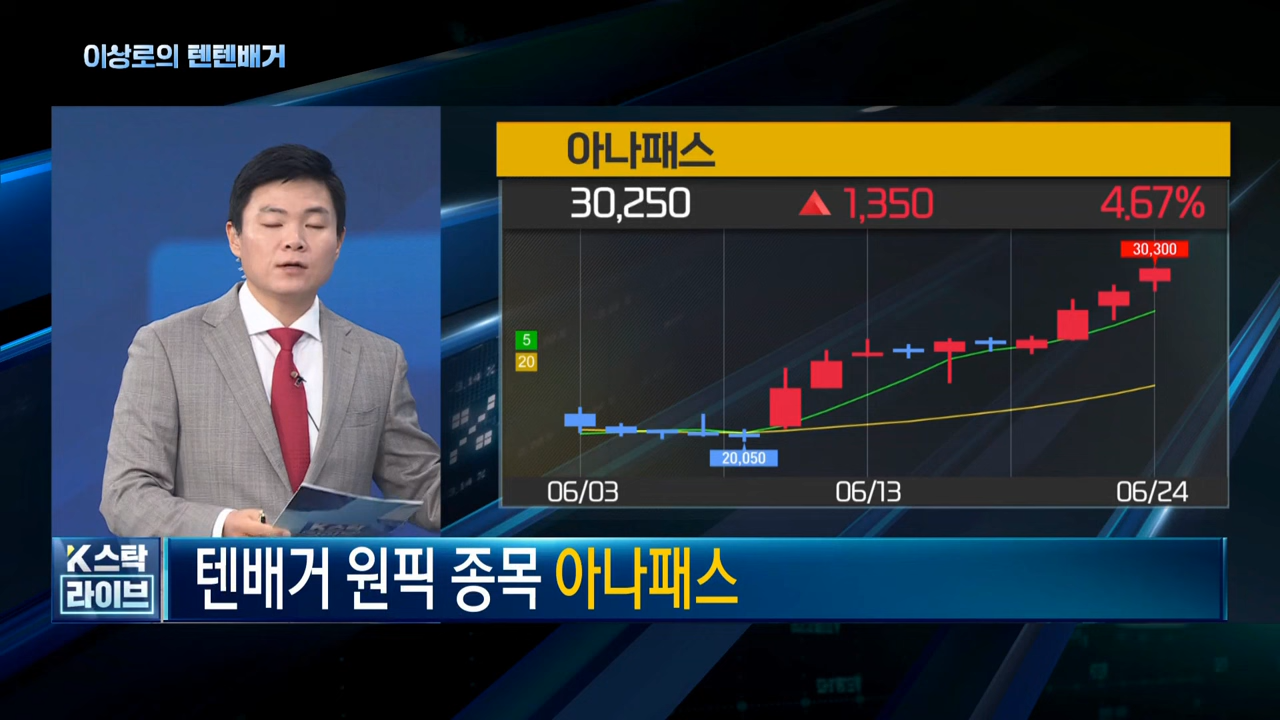 이상로의 텐텐배거
아나패스
30,250 ▲ 1,350 4.67%
30,300
5
20
20,050
06/03 06/13 06/24
K스탁
라이브
텐배거 원픽 종목 아나패스